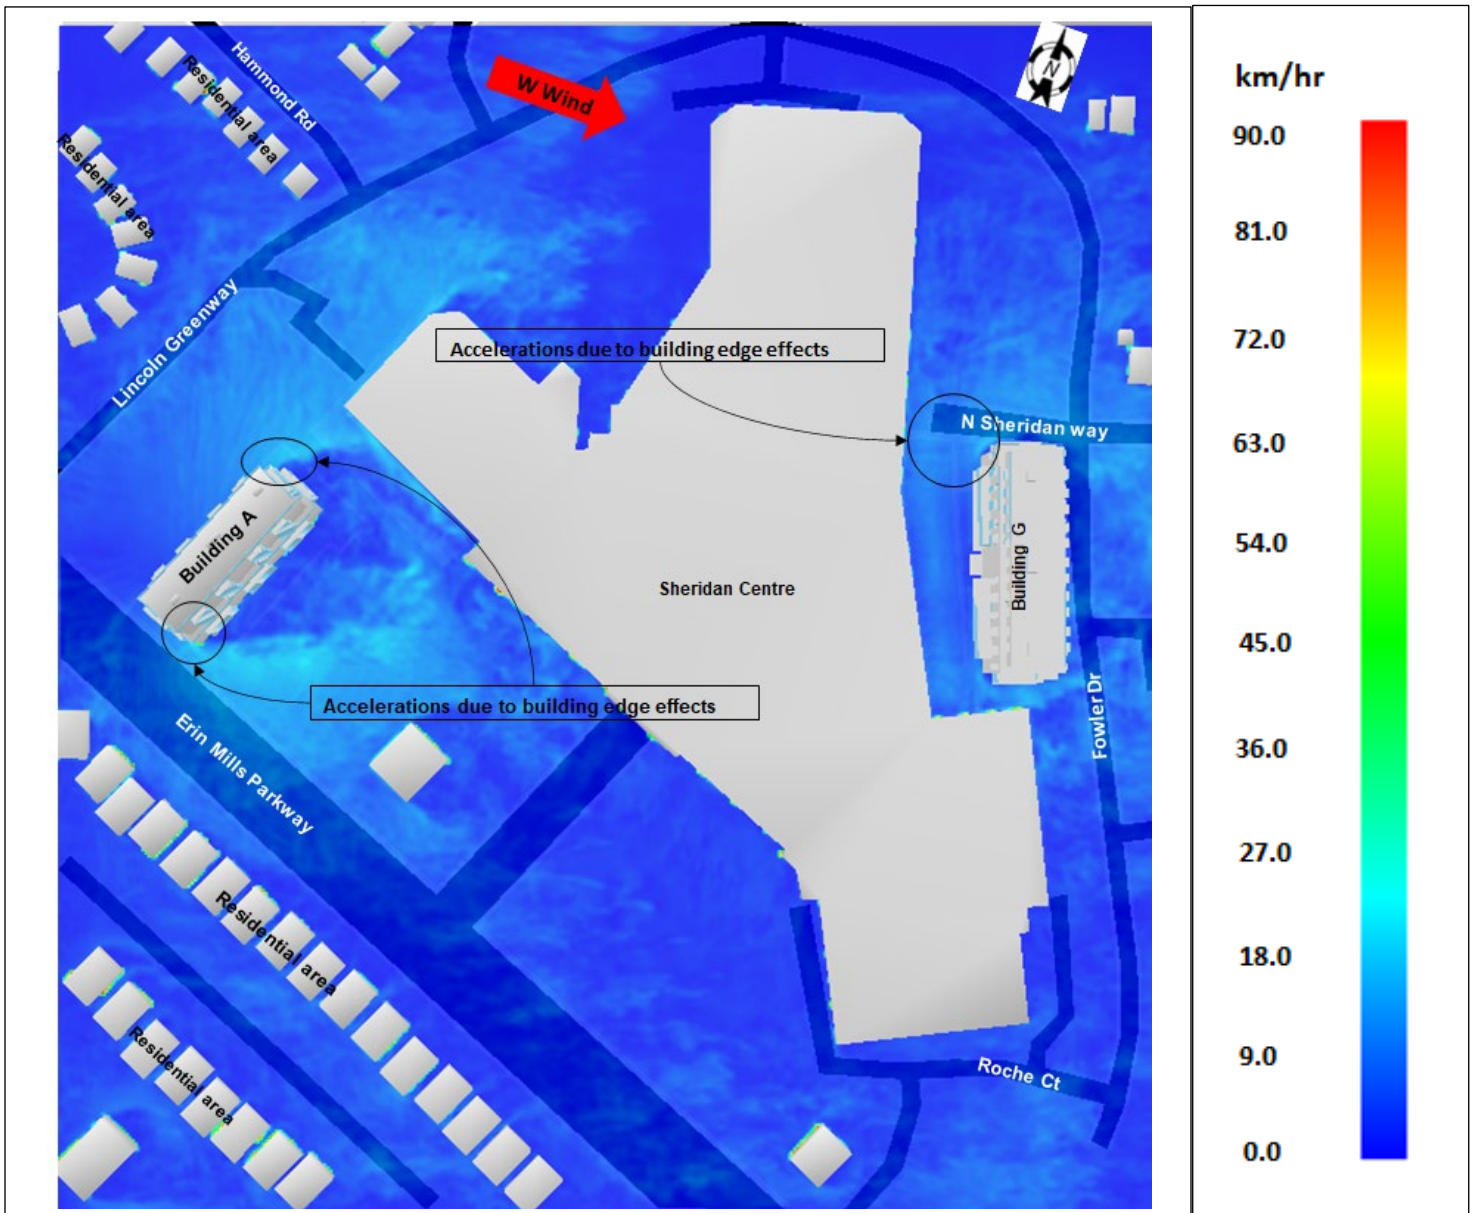 Hammond Rd
Residential area
W Wind
N
Residential area
Lincoln Greenway
Accelerations due to building edge effects
N Sheridan way
Building A
Sheridan Centre
Building G
Accelerations due to building edge effects
Erin Mills Parkway
Fowler Dr
Residential area
Residential area
Roche Ct
km/hr
90.0
81.0
72.0
63.0
54.0
45.0
36.0
27.0
18.0
9.0
0.0